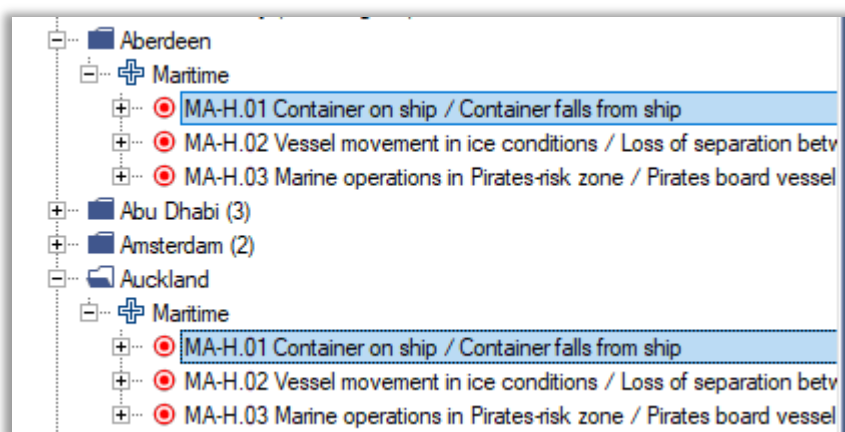 Aberdeen
Maritime
MA-H.01 Container on ship / Container falls from ship
MA-H.02 Vessel movement in ice conditions / Loss of separation
MA-H.03 Marine operations in Pirates-risk zone / Pirates board vessel
Abu Dhabi (3)
Amsterdam (2)
Auckland
Maritime
MA-H.01 Container on ship / Container falls from ship
MA-H.02 Vessel movement in ice conditions / Loss of separation
MA-H.03 Marine operations in Pirates-risk zone / Pirates board vessel